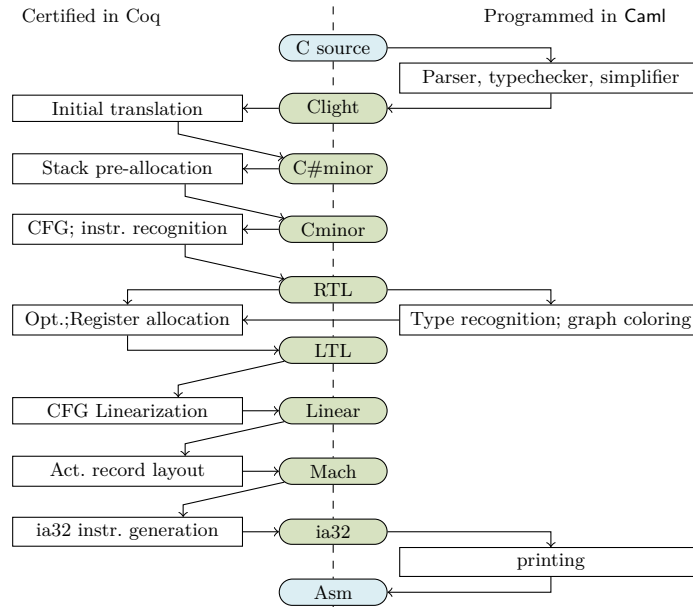 Certified in Coq
Programmed in Caml
C source
Parser, typechecker, simplifier
Initial translation
Clight
Stack pre-allocation
C#minor
CFG; instr. recognition
Cminor
RTL
Opt.;Register allocation
Type recognition; graph coloring
LTL
CFG Linearization
Linear
Act. record layout
Mach
ia32 instr. generation
ia32
printing
Asm